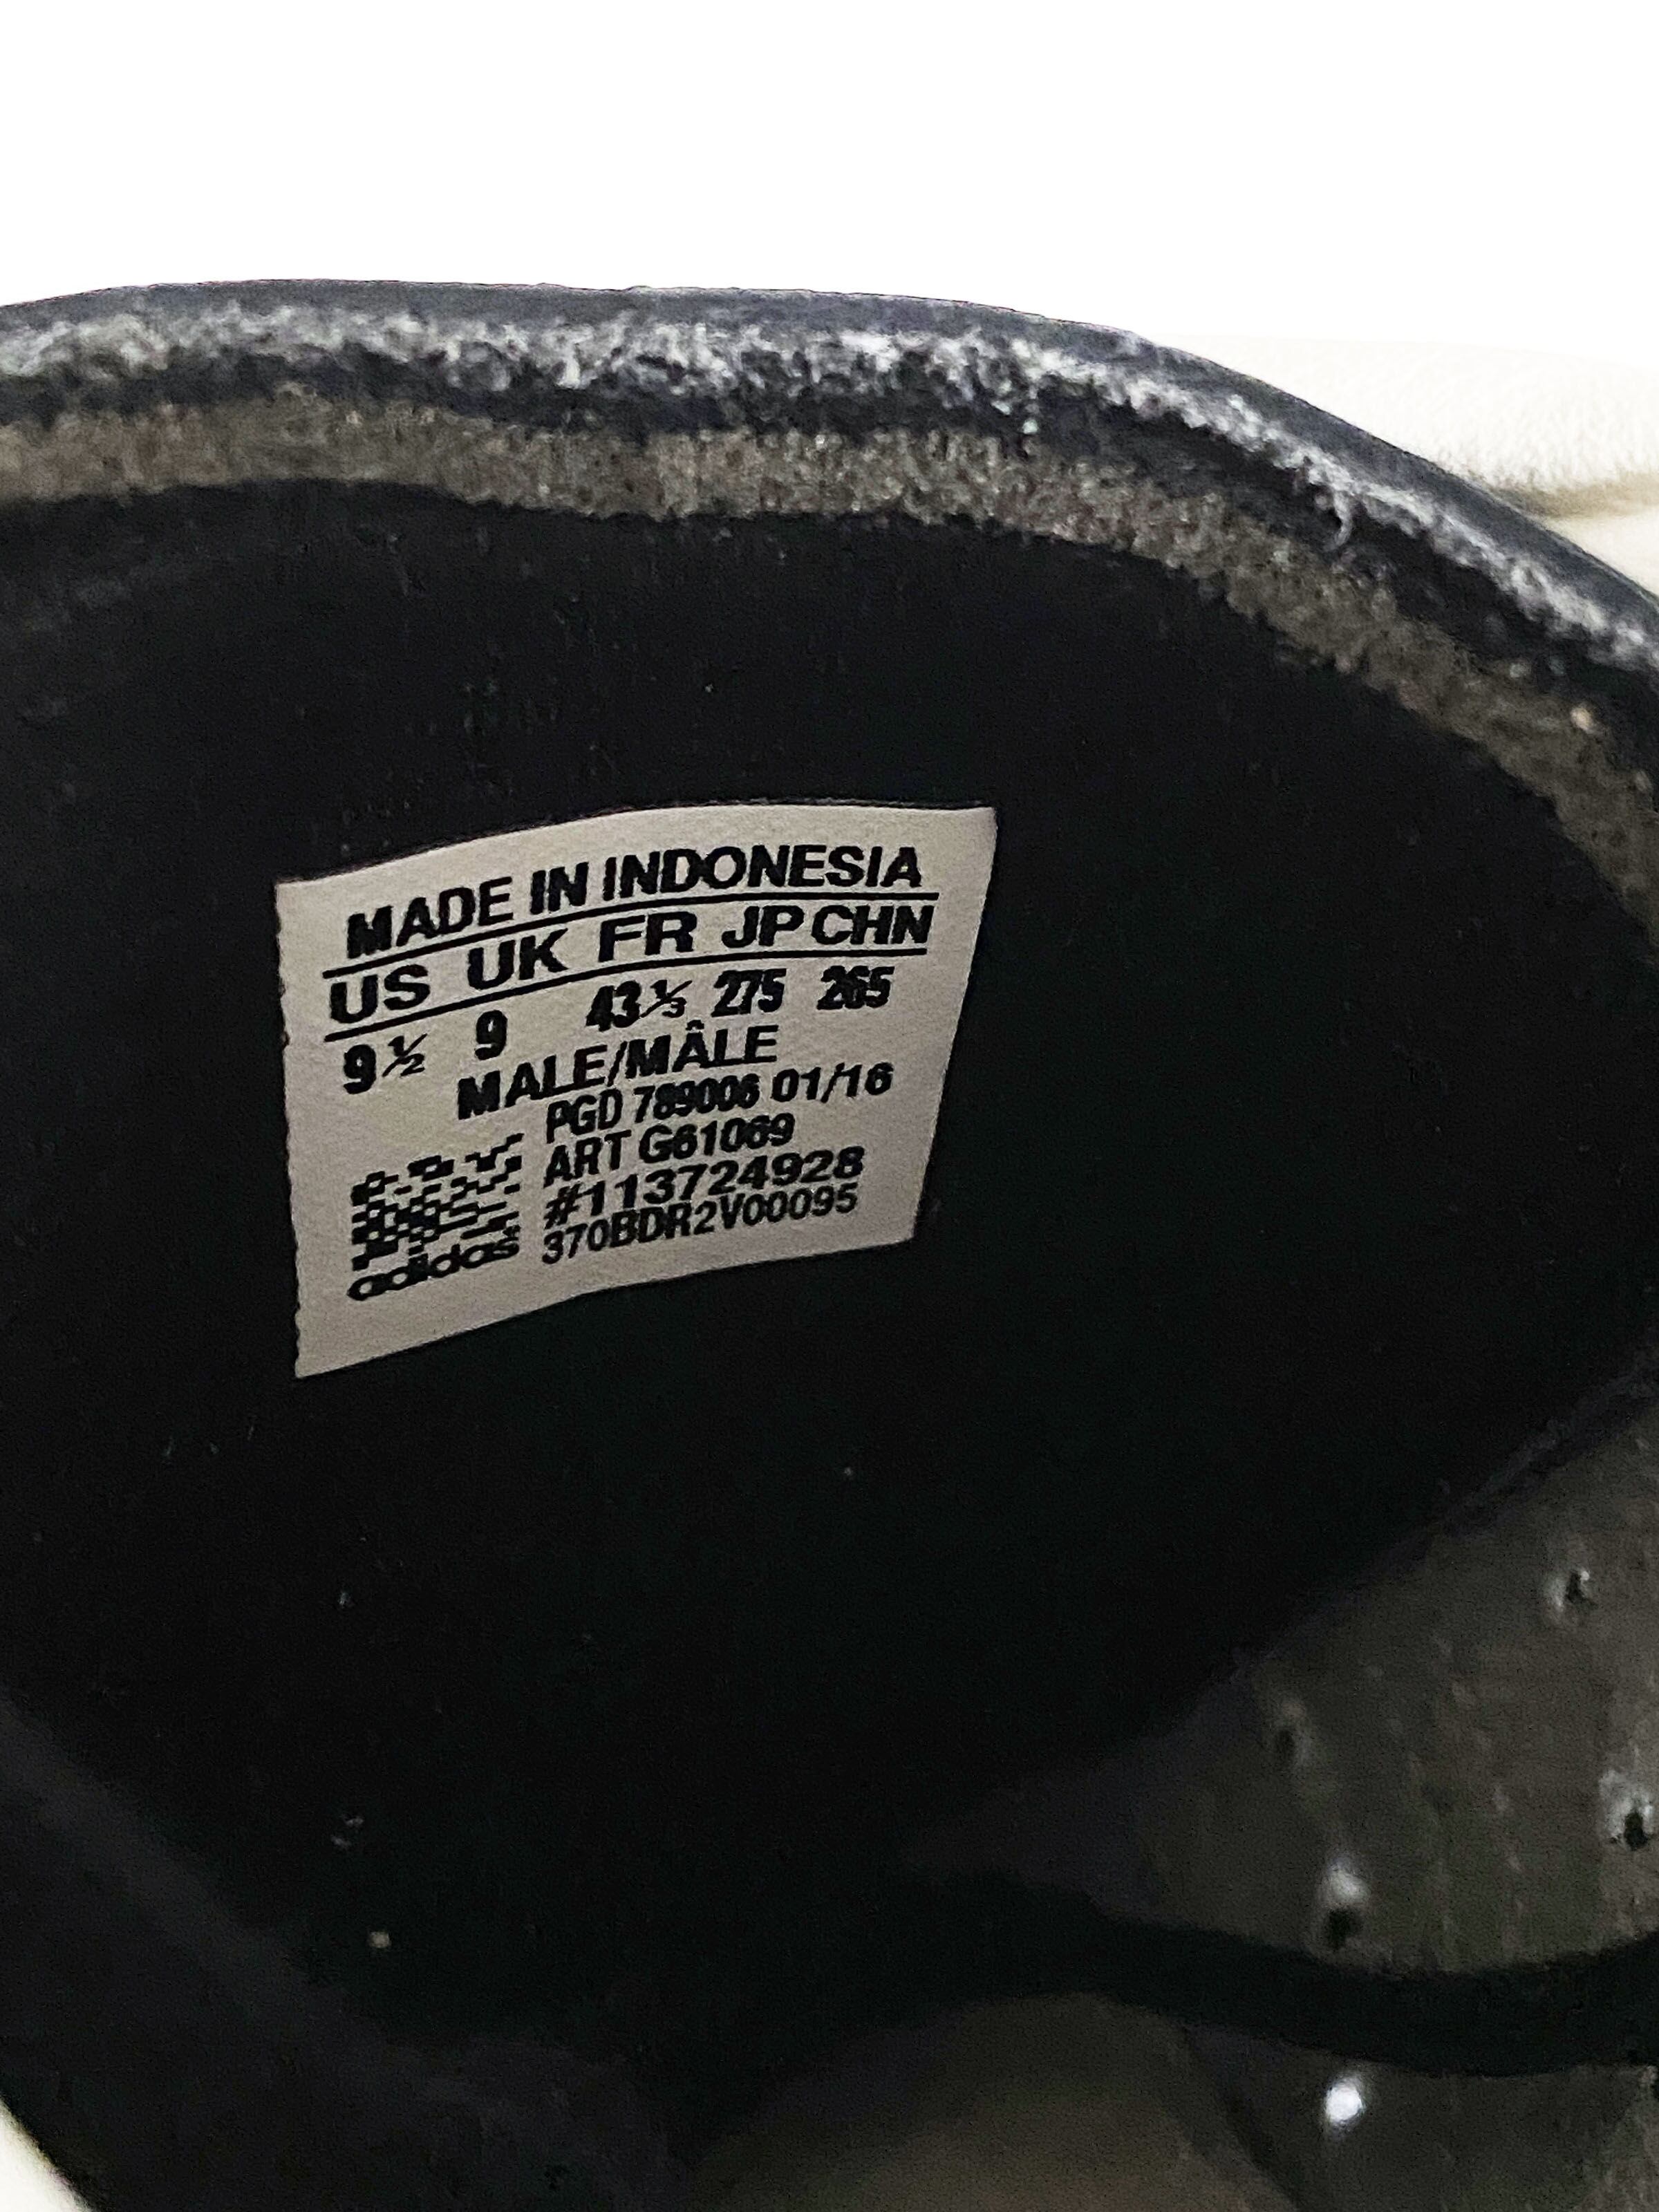 MADE IN INDONESIA
US UK FR JP CHN
9½ 9 43⅓ 275 265
MALE/MÂLE
PGD 789006 01/16
ART G61069
#113724928
adidas 370BDR2V00095